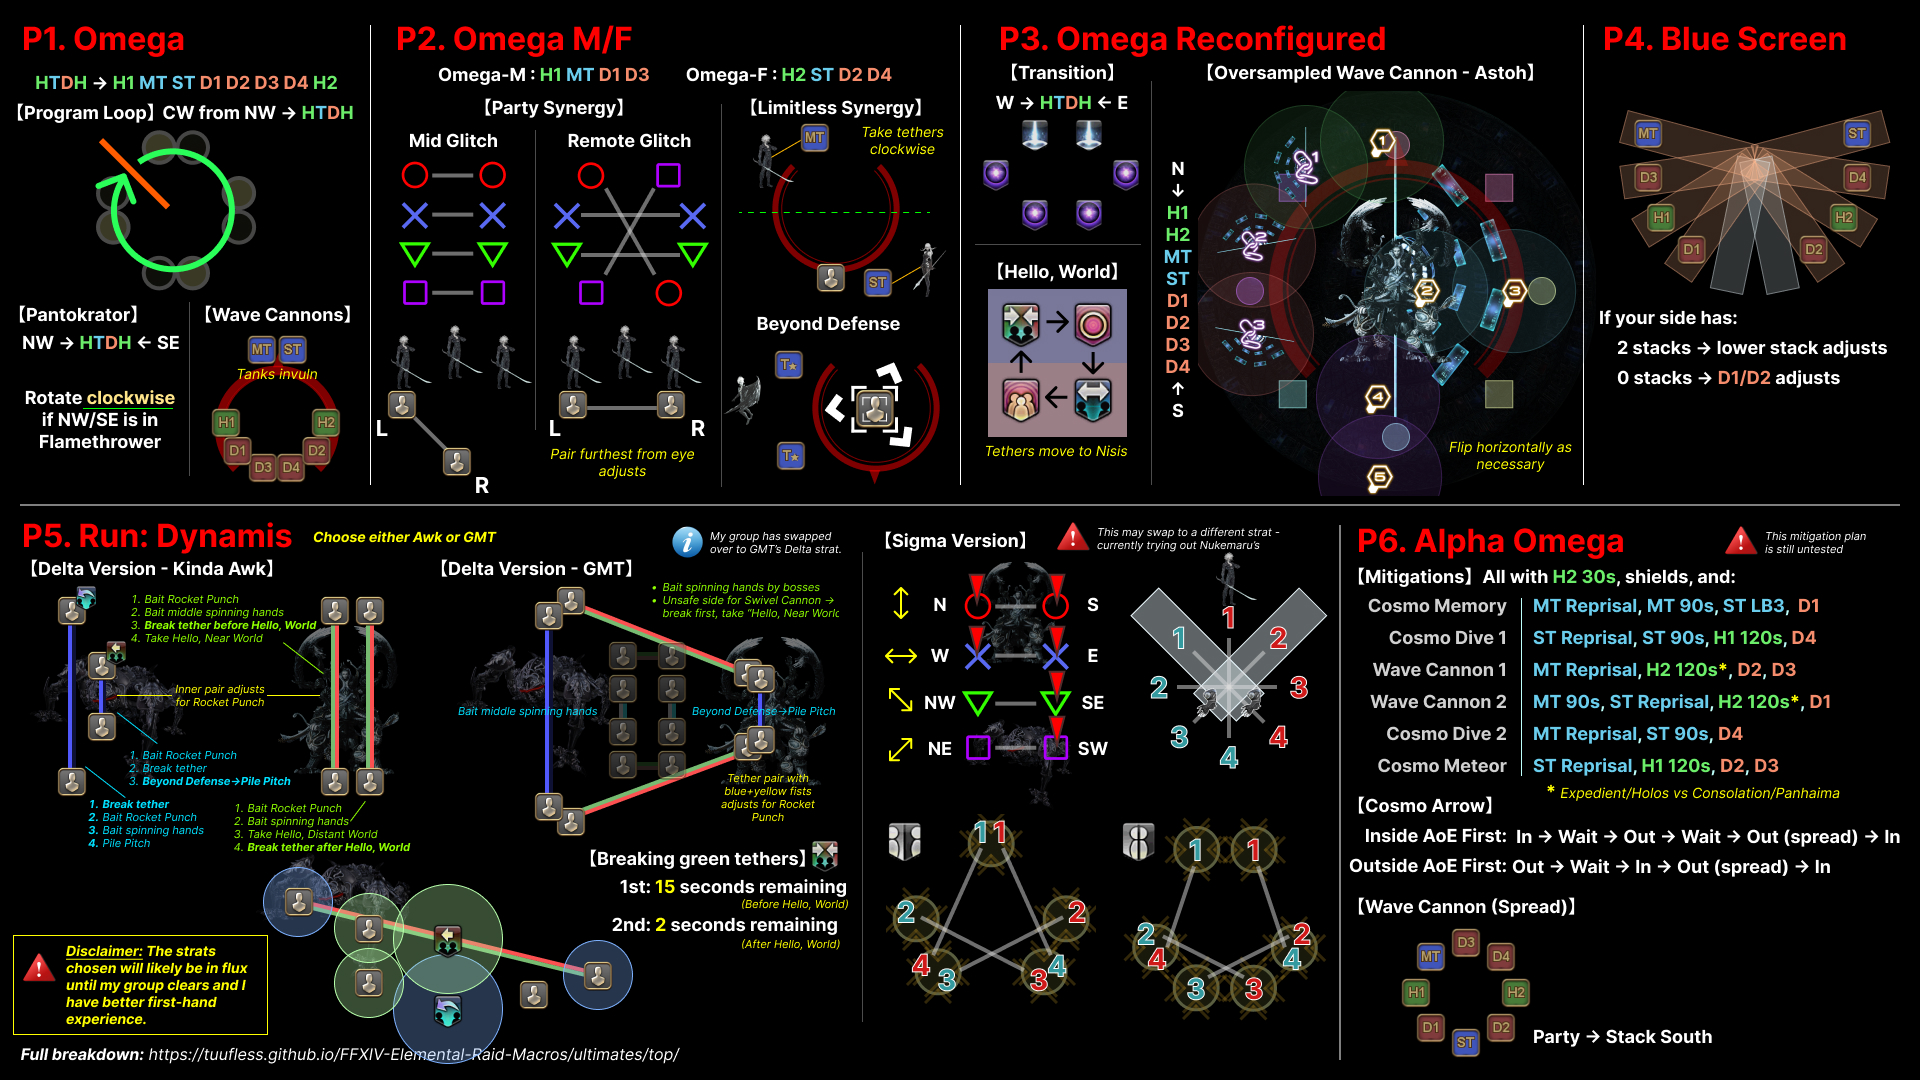 P1. Omega
HTDH → H1 MT ST D1 D2 D3 D4 H2
【Program Loop】 CW from NW → HTDH
【Pantokrator】
NW → HTDH ← SE
Rotate clockwise
if NW/SE is in
Flamethrower
【Wave Cannons】
MT ST
Tanks invuln
H1 H2
D1 D2
D3 D4
P2. Omega M/F
Omega-M : H1 MT D1 D3
Omega-F : H2 ST D2 D4
【Party Synergy】
Mid Glitch
Remote Glitch
L
R
L
R
Pair furthest from eye
adjusts
【Limitless Synergy】
MT
Take tethers
clockwise
ST
Beyond Defense
T★
T★
P3. Omega Reconfigured
【Transition】
W → HTDH ← E
【Hello, World】
Tethers move to Nisis
【Oversampled Wave Cannon - Astoh】
N
↓
H1
H2
MT
ST
D1
D2
D3
D4
↑
S
1
1
2
2
3
3
4
5
Flip horizontally as
necessary
P4. Blue Screen
MT ST
D3 D4
H1 H2
D1 D2
If your side has:
2 stacks → lower stack adjusts
0 stacks → D1/D2 adjusts
P5. Run: Dynamis
Choose either Awk or GMT
My group has swapped
over to GMT's Delta strat.
【Delta Version - Kinda Awk】
1. Bait Rocket Punch
2. Bait middle spinning hands
3. Break tether before Hello, World
4. Take Hello, Near World
Inner pair adjusts
for Rocket Punch
1. Bait Rocket Punch
2. Break tether
3. Beyond Defense→Pile Pitch
1. Break tether
2. Bait Rocket Punch
3. Bait spinning hands
4. Pile Pitch
1. Bait Rocket Punch
2. Bait spinning hands
3. Take Hello, Distant World
4. Break tether after Hello, World
【Delta Version - GMT】
• Bait spinning hands by bosses
• Unsafe side for Swivel Cannon →
break first, take "Hello, Near Worl
Bait middle spinning hands
Beyond Defense→Pile Pitch
Tether pair with
blue+yellow fists
adjusts for Rocket
Punch
【Breaking green tethers】
1st: 15 seconds remaining
(Before Hello, World)
2nd: 2 seconds remaining
(After Hello, World)
Disclaimer: The strats
chosen will likely be in flux
until my group clears and I
have better first-hand
experience.
Full breakdown: https://tuufless.github.io/FFXIV-Elemental-Raid-Macros/ultimates/top/
【Sigma Version】
This may swap to a different strat -
currently trying out Nukemaru's
N S
W E
NW SE
NE SW
1
1 2
2 3
3 4
4
1 1
2 2
4 3 3 4
1 1
2 2
4 4
3 3
P6. Alpha Omega
This mitigation plan
is still untested
【Mitigations】 All with H2 30s, shields, and:
Cosmo Memory MT Reprisal, MT 90s, ST LB3, D1
Cosmo Dive 1 ST Reprisal, ST 90s, H1 120s, D4
Wave Cannon 1 MT Reprisal, H2 120s*, D2, D3
Wave Cannon 2 MT 90s, ST Reprisal, H2 120s*, D1
Cosmo Dive 2 MT Reprisal, ST 90s, D4
Cosmo Meteor ST Reprisal, H1 120s, D2, D3
* Expedient/Holos vs Consolation/Panhaima
【Cosmo Arrow】
Inside AoE First: In → Wait → Out → Wait → Out (spread) → In
Outside AoE First: Out → Wait → In → Out (spread) → In
【Wave Cannon (Spread)】
D3
MT D4
H1 H2
D1 D2
ST
Party → Stack South